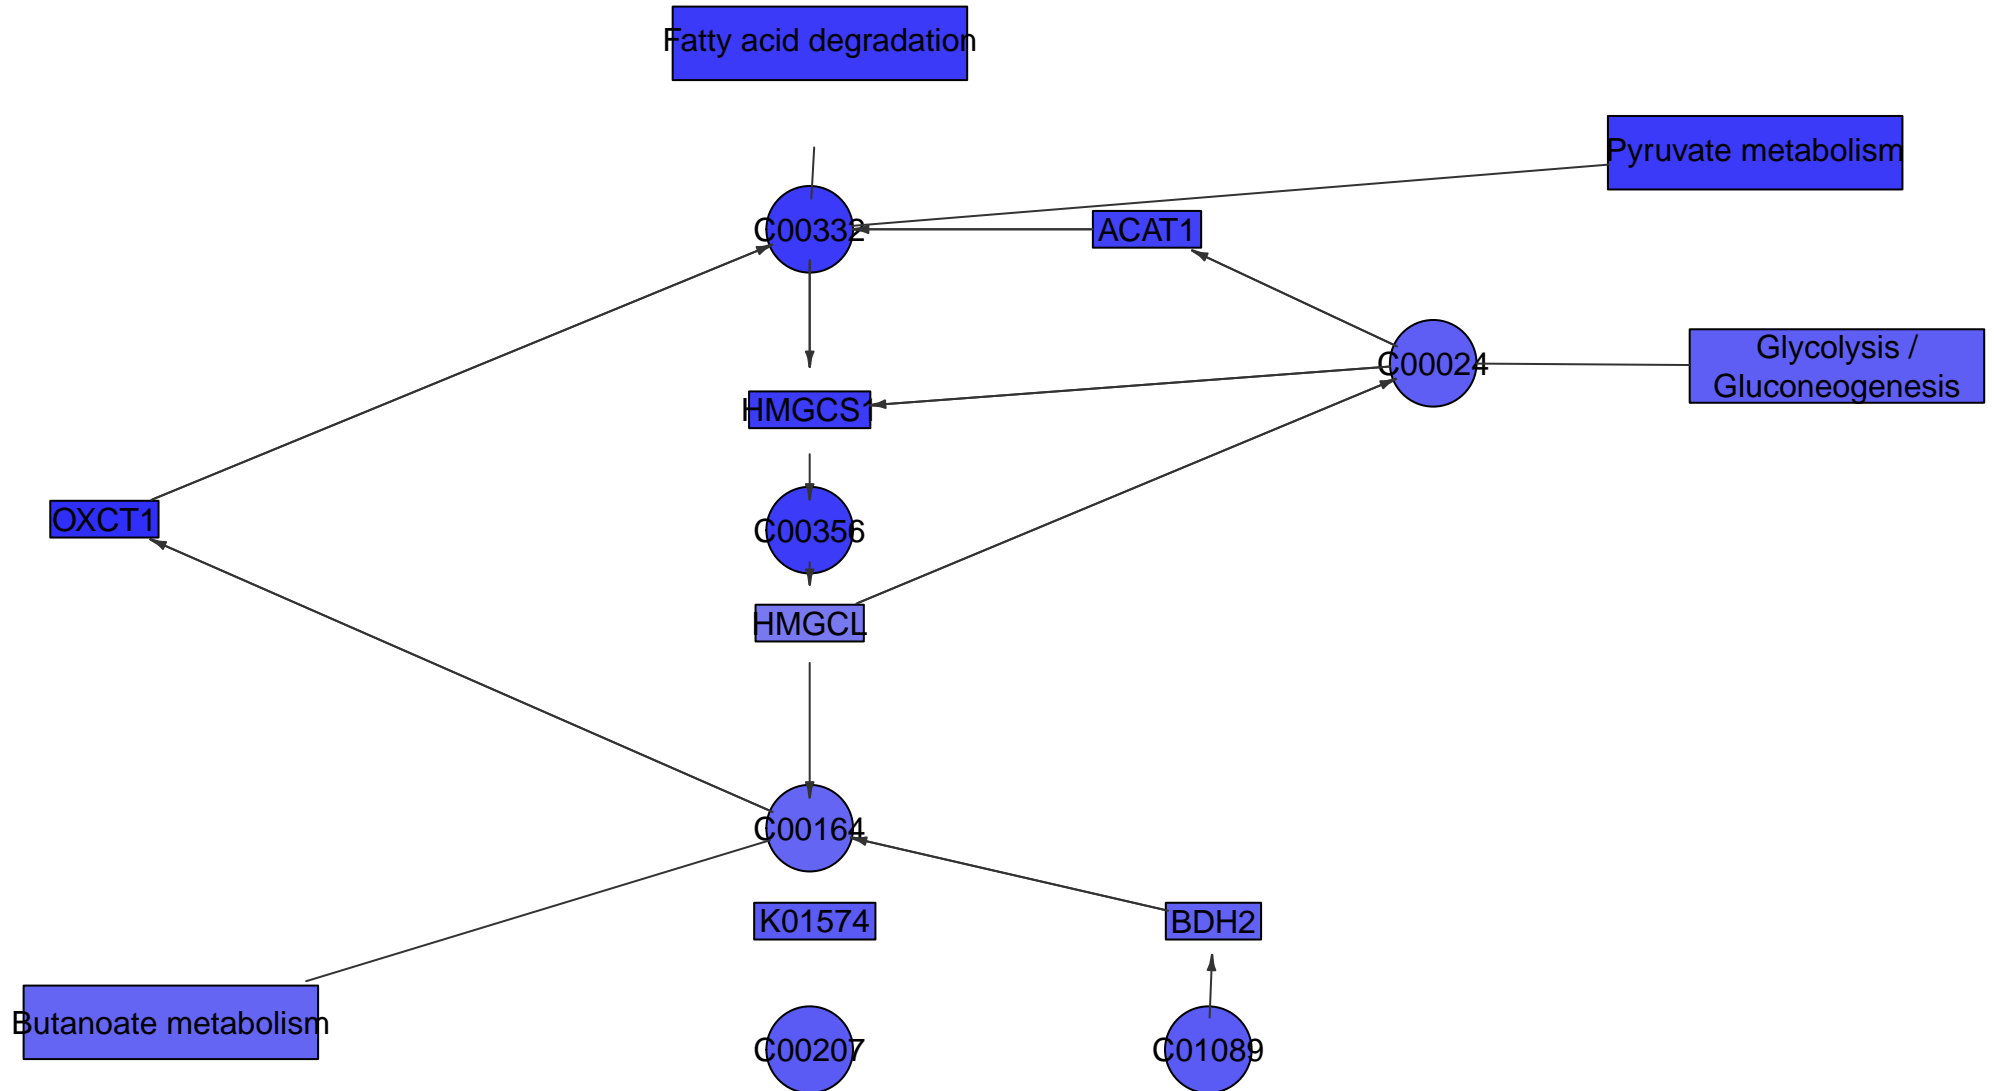 Fatty acid degradation
Pyruvate metabolism
C00332
ACAT1
C00024
Glycolysis /
Gluconeogenesis
HMGCS1
OXCT1
C00356
HMGCL
C00164
K01574
BDH2
Butanoate metabolism
C00207
C01089